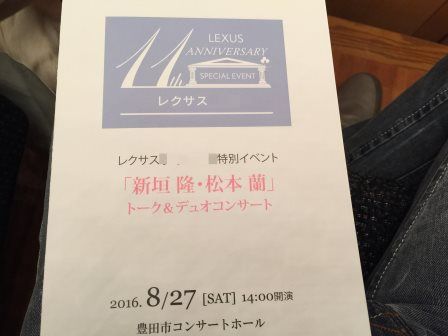 LEXUS
11th ANNIVERSARY
SPECIAL EVENT
レクサス
レクサス 特別イベント
「新垣 隆・松本 蘭」
トーク&デュオコンサート
2016. 8/27 [SAT] 14:00開演
豊田市コンサートホール